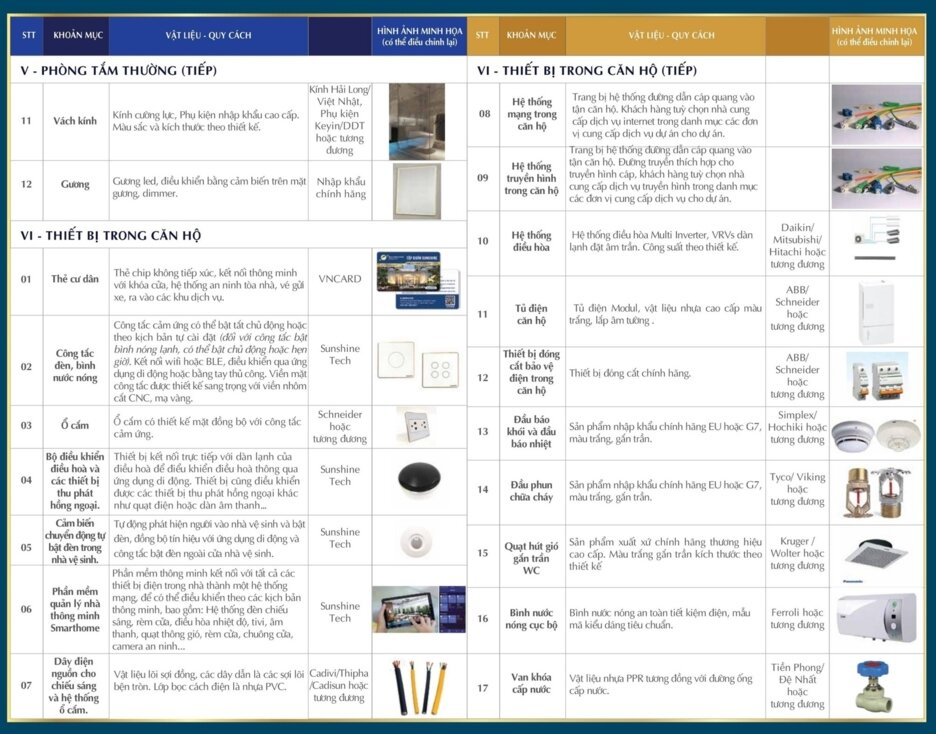 STT
KHOẢN MỤC
VẬT LIỆU - QUY CÁCH
HÌNH ẢNH MINH HỌA
(có thể điều chỉnh lại)
V - PHÒNG TẮM THƯỜNG (TIẾP)
11
Vách kính
Kính cường lực, Phụ kiện nhập khẩu cao cấp.
Màu sắc và kích thước theo thiết kế.
Kính Hải Long/
Việt Nhật,
Phụ kiện
Keyin/DDT
hoặc tương
đương
12
Gương
Gương led, điều khiển bằng cảm biến trên mặt
gương, dimmer.
Nhập khẩu
chính hãng
VI - THIẾT BỊ TRONG CĂN HỘ
01
Thẻ cư dân
Thẻ chip không tiếp xúc, kết nối thông minh
với khóa cửa, hệ thống an ninh tòa nhà, vé gửi
xe, ra vào các khu dịch vụ.
VNCARD
02
Công tắc
đèn, bình
nước nóng
Công tắc cảm ứng có thể bật tắt chủ động hoặc
theo kịch bản tự cài đặt (đối với công tắc bật
bình nóng lạnh, có thể bật chủ động hoặc hẹn
giờ). Kết nối wifi hoặc BLE, điều khiển qua ứng
dụng di động hoặc bằng tay thủ công. Viền mặt
công tắc được thiết kế sang trọng với viền nhôm
cắt CNC, mạ vàng.
Sunshine
Tech
03
Ổ cắm
Ổ cắm có thiết kế mặt đồng bộ với công tắc
cảm ứng.
Schneider
hoặc
tương đương
04
Bộ điều khiển
điều hoà và
các thiết bị
thu phát
hồng ngoại.
Thiết bị kết nối trực tiếp với dàn lạnh của
điều hoà để điều khiển điều hoà thông qua
ứng dụng di động. Thiết bị cũng điều khiển
được các thiết bị thu phát hồng ngoại khác
như quạt điện hoặc dàn âm thanh...
Sunshine
Tech
05
Cảm biến
chuyển động tự
bật đèn trong
nhà vệ sinh.
Tự động phát hiện người vào nhà vệ sinh và bật
đèn, đồng bộ tín hiệu với ứng dụng di động và
công tắc bật đèn ngoài cửa nhà vệ sinh.
Sunshine
Tech
06
Phần mềm
quản lý nhà
thông minh
Smarthome
Phần mềm thông minh kết nối với tất cả các
thiết bị điện trong nhà thành một hệ thống
mạng, để có thể điều khiển theo các kịch bản
thông minh, bao gồm: Hệ thống đèn chiếu
sáng, rèm cửa, điều hòa nhiệt độ, tivi, âm
thanh, quạt thông gió, rèm cửa, chuông cửa,
camera an ninh...
Sunshine
Tech
07
Dây điện
nguồn cho
chiếu sáng
và hệ thống
ổ cắm.
Vật liệu lõi sợi đồng, các dây dẫn là các sợi lõi
bện tròn. Lớp bọc cách điện là nhựa PVC.
Cadivi/Thipha
/Cadisun hoặc
tương đương
STT
KHOẢN MỤC
VẬT LIỆU - QUY CÁCH
HÌNH ẢNH MINH HỌA
(có thể điều chỉnh lại)
VI - THIẾT BỊ TRONG CĂN HỘ (TIẾP)
08
Hệ thống
mạng trong
căn hộ
Trang bị hệ thống đường dẫn cáp quang vào
tận căn hộ. Khách hàng tuỳ chọn nhà cung
cấp dịch vụ internet trong danh mục các đơn
vị cung cấp dịch vụ dự án cho dự án.
09
Hệ thống
truyền hình
trong căn hộ
Trang bị hệ thống đường dẫn cáp quang vào
tận căn hộ. Đường truyền thích hợp cho
truyền hình cáp, khách hàng tuỳ chọn nhà
cung cấp dịch vụ truyền hình trong danh mục
các đơn vị cung cấp dịch vụ cho dự án.
10
Hệ thống
điều hòa
Hệ thống điều hòa Multi Inverter, VRVs dàn
lạnh đặt âm trần. Công suất theo thiết kế.
Daikin/
Mitsubishi/
Hitachi hoặc
tương đương
11
Tủ điện
căn hộ
Tủ điện Modul, vật liệu nhựa cao cấp màu
trắng, lắp âm tường .
ABB/
Schneider
hoặc
tương đương
12
Thiết bị đóng
cắt bảo vệ
điện trong
căn hộ
Thiết bị đóng cắt chính hãng.
ABB/
Schneider
hoặc
tương đương
13
Đầu báo
khói và đầu
báo nhiệt
Sản phẩm nhập khẩu chính hãng EU hoặc G7,
màu trắng, gắn trần.
Simplex/
Hochiki hoặc
tương đương
14
Đầu phun
chữa cháy
Sản phẩm nhập khẩu chính hãng EU hoặc G7,
màu trắng, gắn trần.
Tyco/ Viking
hoặc
tương đương
15
Quạt hút gió
gắn trần
WC
Sản phẩm xuất xứ chính hãng thương hiệu
cao cấp. Màu trắng gắn trần kích thước theo
thiết kế
Kruger /
Wolter hoặc
tương đương
Panasonic
16
Bình nước
nóng cục bộ
Bình nước nóng an toàn tiết kiệm điện, mẫu
mã kiểu dáng tiêu chuẩn.
Ferroli hoặc
tương đương
17
Van khóa
cấp nước
Vật liệu nhựa PPR tương đồng với đường ống
cấp nước.
Tiền Phong/
Đệ Nhất
hoặc
tương đương